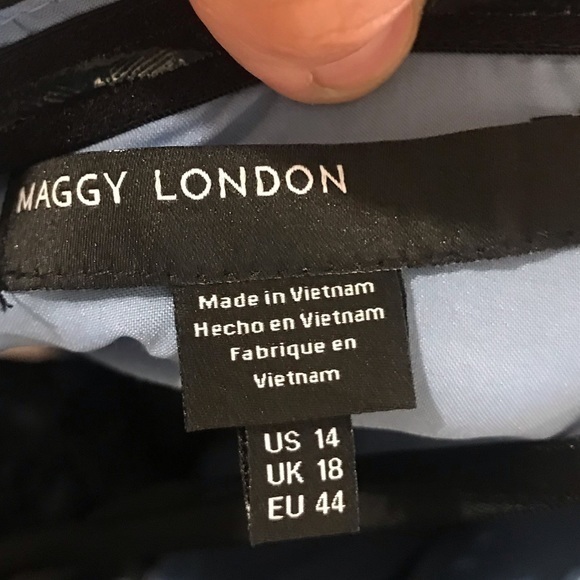 MAGGY LONDON
Made in Vietnam
Hecho en Vietnam
Fabrique en
Vietnam
US 14
UK 18
EU 44